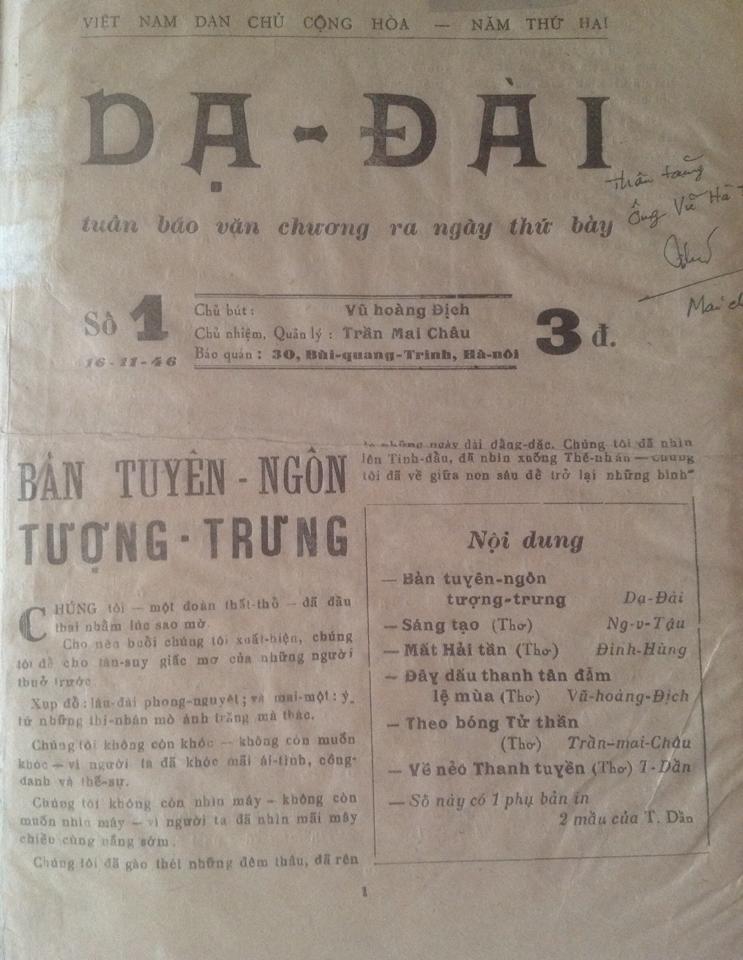 VIỆT NAM DAN CHỦ CỘNG HÒA — NĂM THỨ HAI
DẠ-ĐÀI
tuần báo văn chương ra ngày thứ bảy
Thân tặng
Ông Vũ Hà
Mai
Số 1
16-11-46
Chủ bút: Vũ hoàng Địch
Chủ nhiệm, Quản lý: Trần Mai Châu
Báo quán: 30, Bùi-quang-Trinh, Hà-nôi
3 đ.
BẢN TUYÊN-NGÔN
TƯỢNG-TRƯNG
CHÚNG tôi — một đoàn thất-thổ — đã đầu
thai nhầm lúc sao mờ.
Cho nên buổi chúng tôi xuất-hiện, chúng
tôi để cho tàn-suy giấc mơ của những người
thuở trước.
Xụp đổ: lâu-đài phong-nguyệt; và mai-một: ý
tứ những thi-nhân mò ánh trăng mà thác.
Chúng tôi không còn khóc — không còn muốn
khóc — vì người ta đã khóc mãi ái-tình, công-
danh và thế-sự.
Chúng tôi không còn nhìn mây — không còn
muốn nhìn mây — vì người ta đã nhìn mãi mây
chiều cùng nắng sớm.
Chúng tôi đã gào thét những đêm thâu, đã rên
những ngày dài dằng-dặc. Chúng tôi đã nhìn
lên Tinh-đẩu, đã nhìn xuống Thế-nhân — chúng
tôi đã về giữa non sâu để trở lại những bình
Nội dung
— Bản tuyên-ngôn
tượng-trưng Dạ-Đài
— Sáng tạo (Thơ) Ng-v-Tậu
— Mất Hải tần (Thơ) Đinh-Hùng
— Đây dấu thanh tân đẫm
lệ mùa (Thơ) Vũ-hoàng-Địch
— Theo bóng Tử thần
(Thơ) Trần-mai-Châu
— Về nẻo Thanh tuyền (Thơ) T-Dần
— Số này có 1 phụ bản in
2 mầu của T. Dần
1